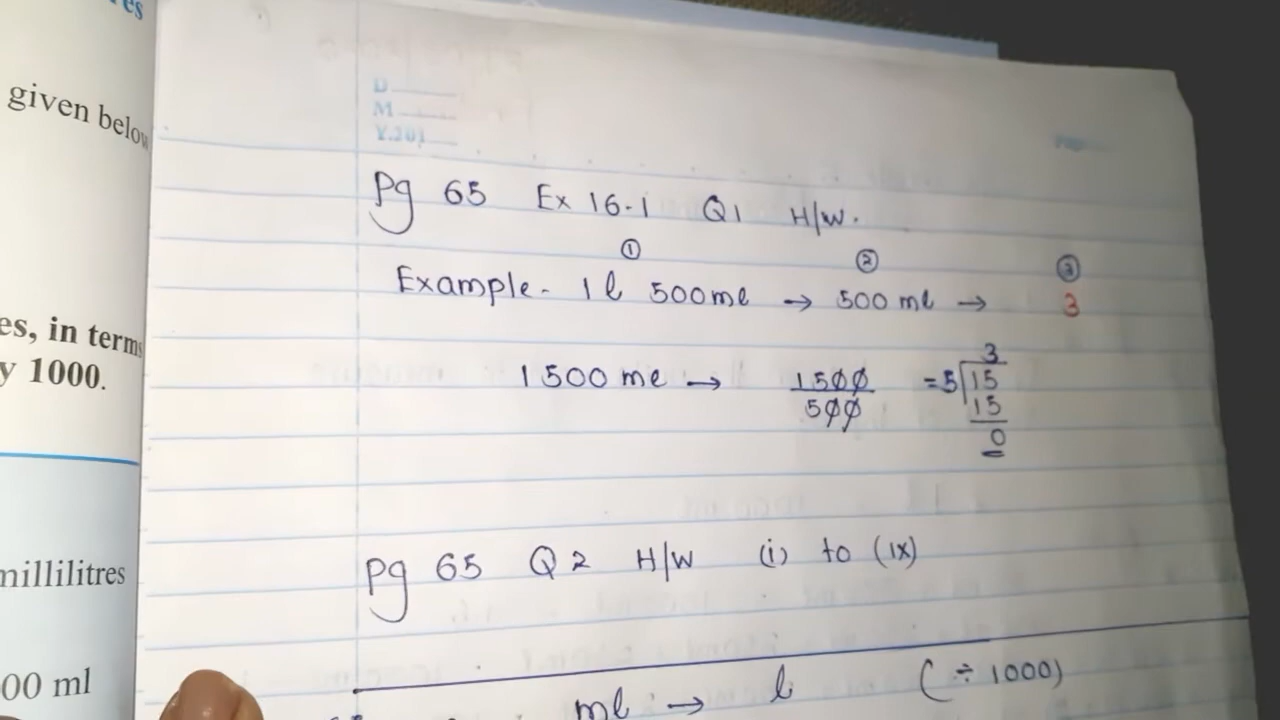 es
given below
es, in terms
y 1000.
millilitres
00 ml
D
M
Y.201
Pg 65 Ex 16.1 Q1 H/W.
① ② ③
Example - 1 l 500ml → 500 ml → 3
1500 ml → 1500/500 = 5)15
3
15
0
Pg 65 Q2 H/W (i) to (ix)
ml → l (÷ 1000)